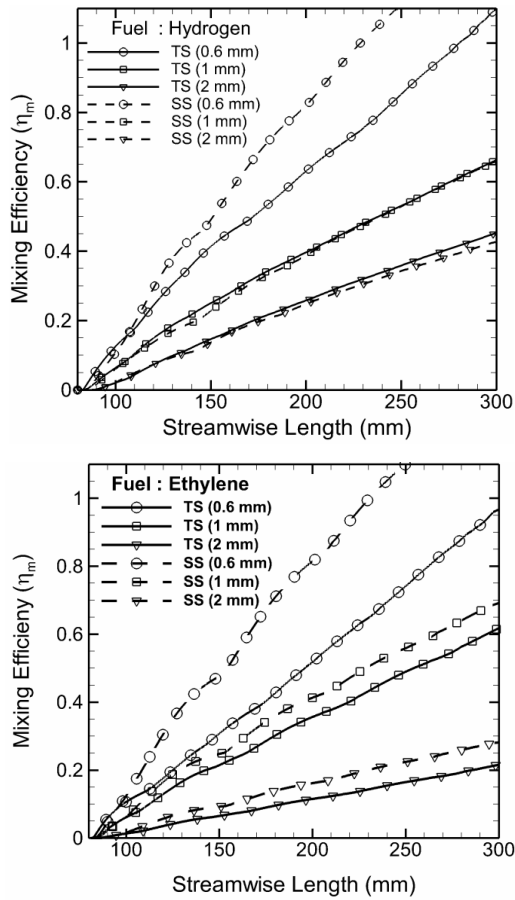 Fuel : Hydrogen
TS (0.6 mm)
TS (1 mm)
TS (2 mm)
SS (0.6 mm)
SS (1 mm)
SS (2 mm)
Mixing Efficiency (ηm)
1
0.8
0.6
0.4
0.2
0
100 150 200 250 300
Streamwise Length (mm)
Fuel : Ethylene
TS (0.6 mm)
TS (1 mm)
TS (2 mm)
SS (0.6 mm)
SS (1 mm)
SS (2 mm)
Mixing Efficieny (ηm)
1
0.8
0.6
0.4
0.2
0
100 150 200 250 300
Streamwise Length (mm)